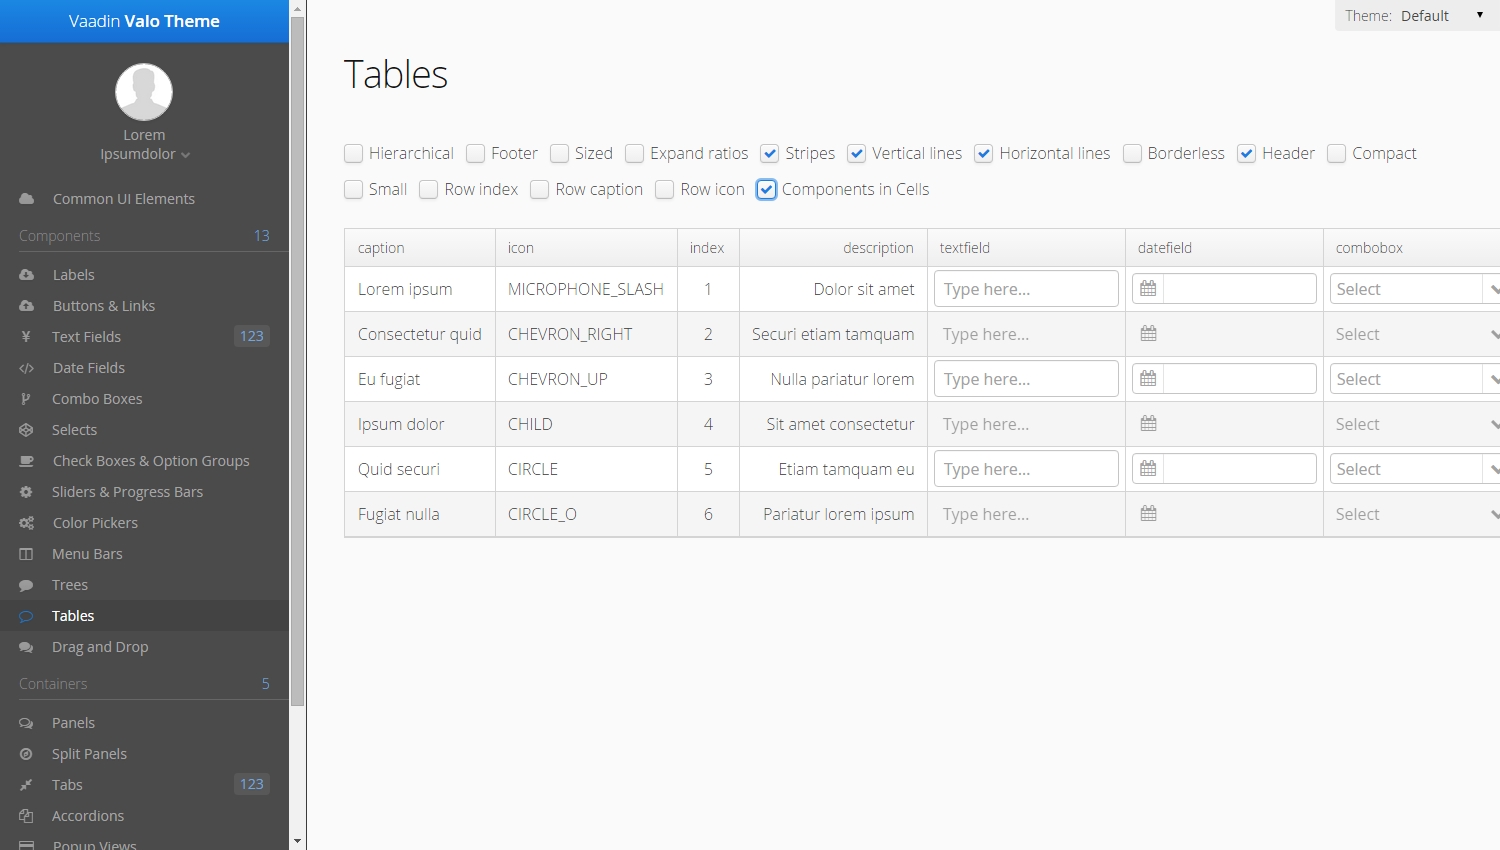 Vaadin Valo Theme
Lorem
Ipsumdolor
Common UI Elements
Components 13
Labels
Buttons & Links
Text Fields 123
Date Fields
Combo Boxes
Selects
Check Boxes & Option Groups
Sliders & Progress Bars
Color Pickers
Menu Bars
Trees
Tables
Drag and Drop
Containers 5
Panels
Split Panels
Tabs 123
Accordions
Popup Views
Theme: Default
Tables
Hierarchical Footer Sized Expand ratios Stripes Vertical lines Horizontal lines Borderless Header Compact
Small Row index Row caption Row icon Components in Cells
caption icon index description textfield datefield combobox
Lorem ipsum MICROPHONE_SLASH 1 Dolor sit amet Type here... Select
Consectetur quid CHEVRON_RIGHT 2 Securi etiam tamquam Type here... Select
Eu fugiat CHEVRON_UP 3 Nulla pariatur lorem Type here... Select
Ipsum dolor CHILD 4 Sit amet consectetur Type here... Select
Quid securi CIRCLE 5 Etiam tamquam eu Type here... Select
Fugiat nulla CIRCLE_O 6 Pariatur lorem ipsum Type here... Select